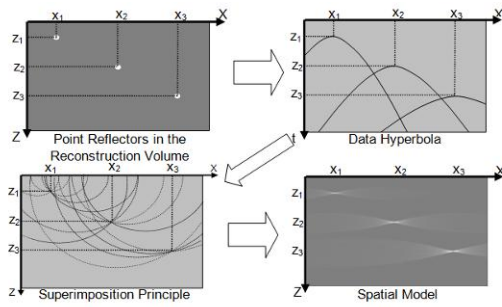 x₁ x₂ x₃ X
z₁
z₂
z₃
Z
Point Reflectors in the
Reconstruction Volume
x₁ x₂ x₃ x
z₁
z₂
z₃
t
Data Hyperbola
x₁ x₂ x₃ x
z₁
z₂
z₃
Z
Superimposition Principle
x₁ x₂ x₃ X
z₁
z₂
z₃
Z
Spatial Model